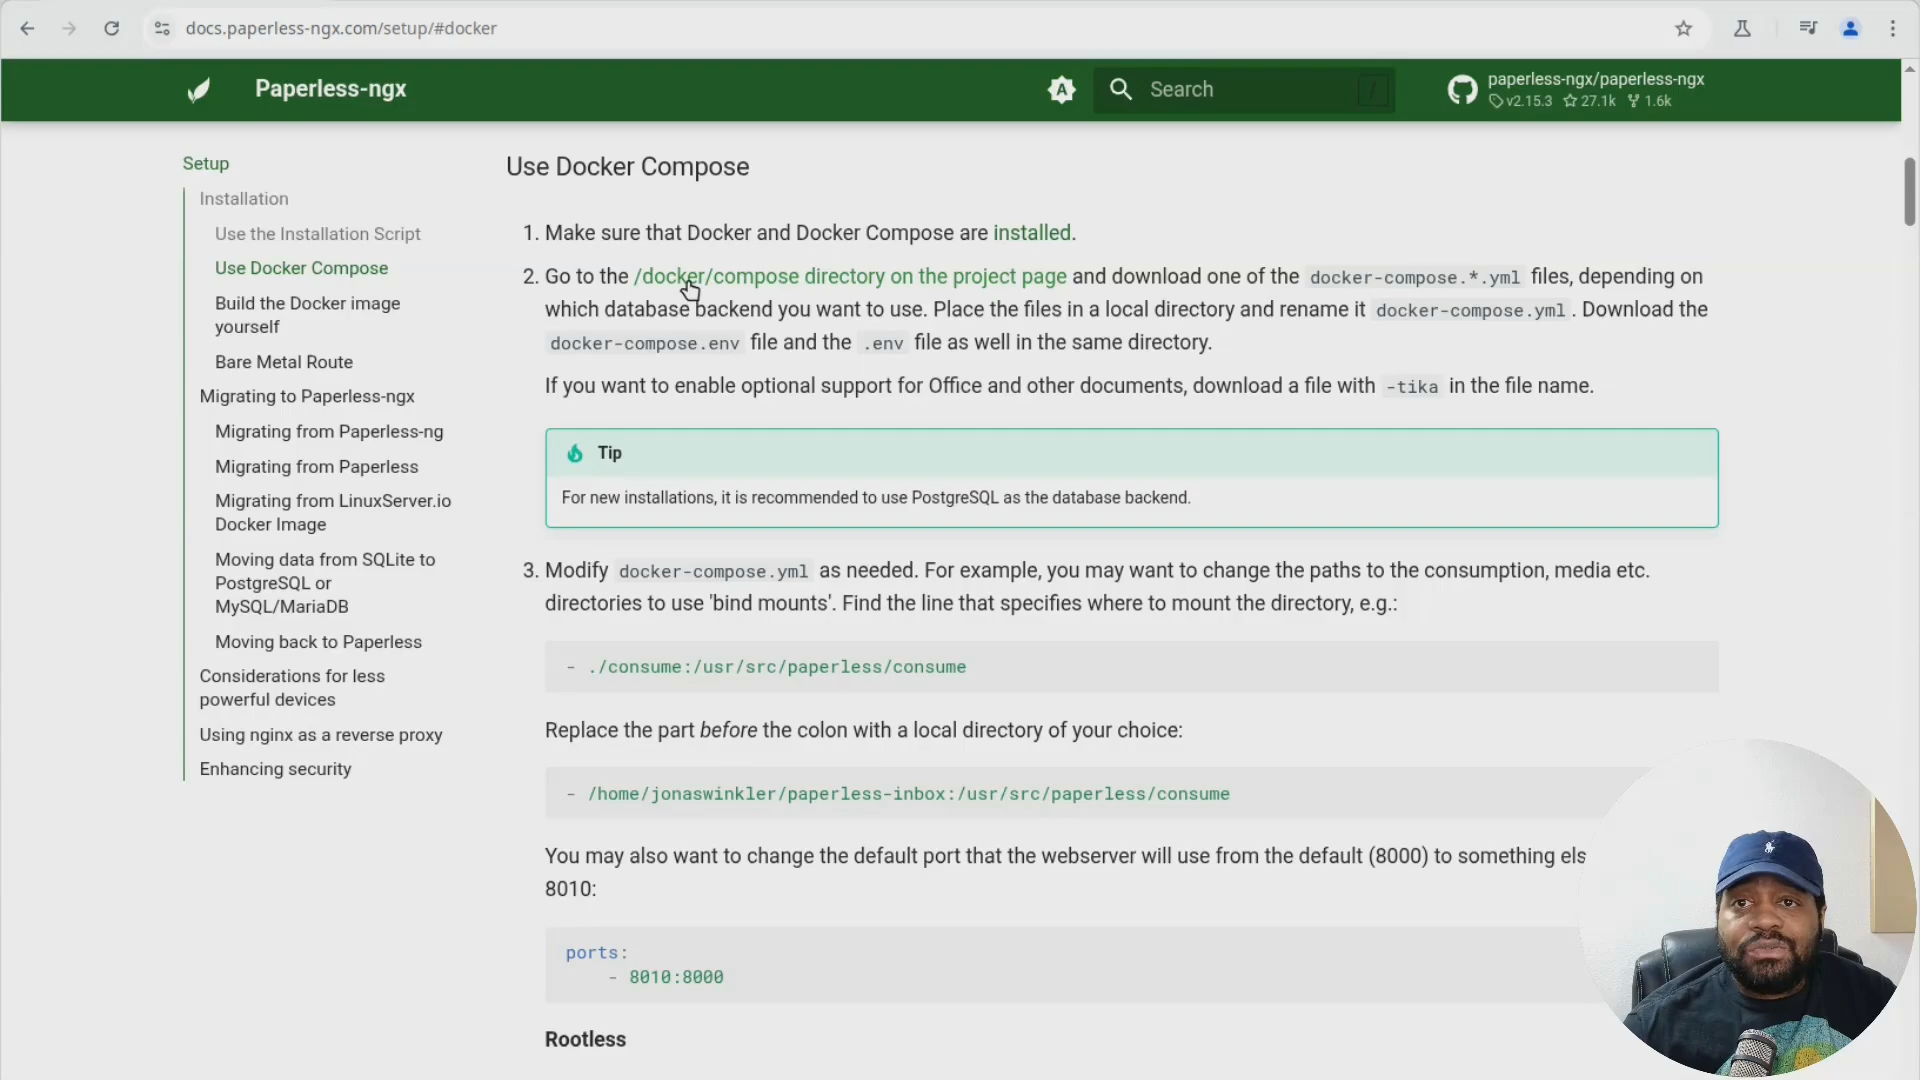 docs.paperless-ngx.com/setup/#docker
Paperless-ngx
A
Search
/
paperless-ngx/paperless-ngx
v2.15.3 27.1k 1.6k
Setup
Installation
Use the Installation Script
Use Docker Compose
Build the Docker image
yourself
Bare Metal Route
Migrating to Paperless-ngx
Migrating from Paperless-ng
Migrating from Paperless
Migrating from LinuxServer.io
Docker Image
Moving data from SQLite to
PostgreSQL or
MySQL/MariaDB
Moving back to Paperless
Considerations for less
powerful devices
Using nginx as a reverse proxy
Enhancing security
Use Docker Compose
1. Make sure that Docker and Docker Compose are installed.
2. Go to the /docker/compose directory on the project page and download one of the docker-compose.*.yml files, depending on
which database backend you want to use. Place the files in a local directory and rename it docker-compose.yml. Download the
docker-compose.env file and the .env file as well in the same directory.
If you want to enable optional support for Office and other documents, download a file with -tika in the file name.
Tip
For new installations, it is recommended to use PostgreSQL as the database backend.
3. Modify docker-compose.yml as needed. For example, you may want to change the paths to the consumption, media etc.
directories to use 'bind mounts'. Find the line that specifies where to mount the directory, e.g.:
- ./consume:/usr/src/paperless/consume
Replace the part before the colon with a local directory of your choice:
- /home/jonaswinkler/paperless-inbox:/usr/src/paperless/consume
You may also want to change the default port that the webserver will use from the default (8000) to something els
8010:
ports:
- 8010:8000
Rootless